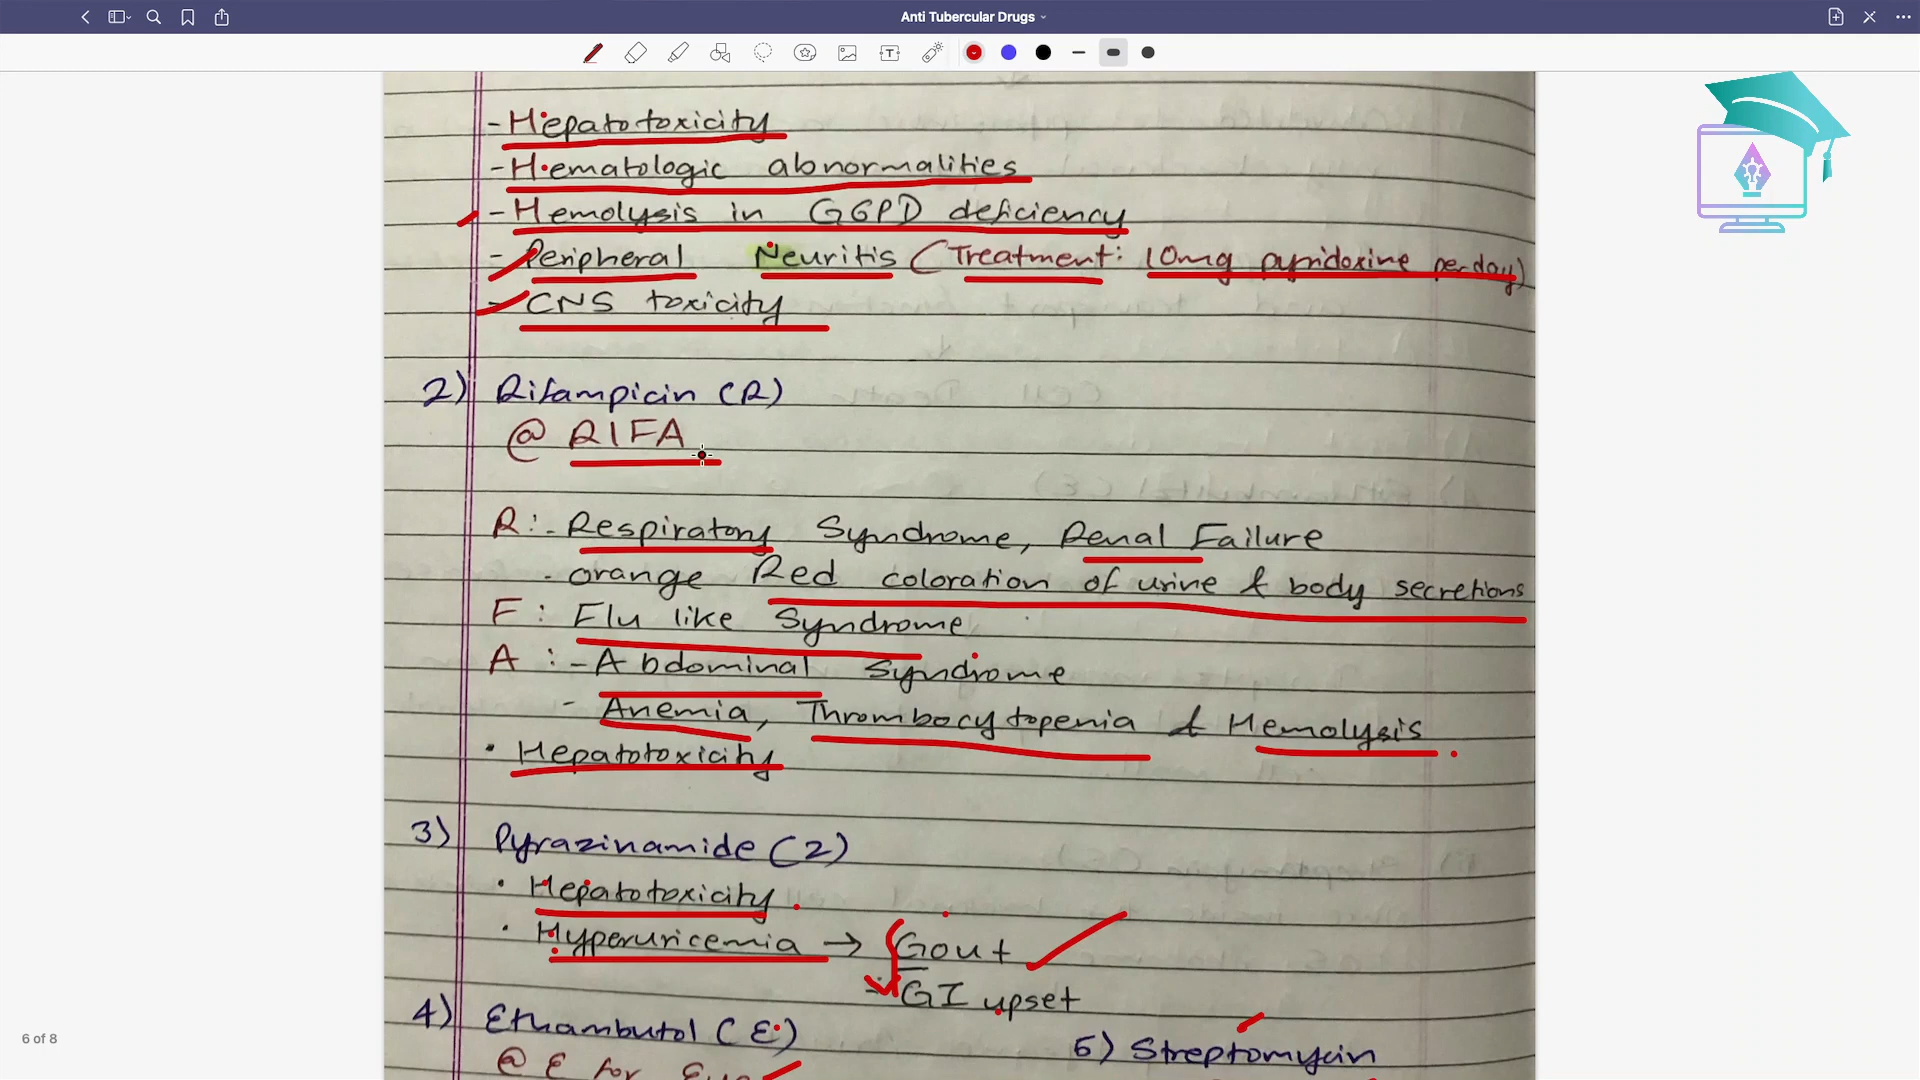 Anti Tubercular Drugs
- Hepatotoxicity
- Hematologic abnormalities
- Hemolysis in G6PD deficiency
- Peripheral Neuritis (Treatment: 10mg pyridoxine per day)
- CNS toxicity
2) Rifampicin (R)
@ RIFA
R:- Respiratory Syndrome, Renal Failure
- orange Red coloration of urine & body secretions
F: Flu like Syndrome
A:- Abdominal Syndrome
- Anemia, Thrombocytopenia & Hemolysis
• Hepatotoxicity
3) Pyrazinamide (Z)
• Hepatotoxicity
• Hyperuricemia → Gout
- GI upset
4) Ethambutol (E)
5) Streptomycin
@ E for Eye
6 of 8